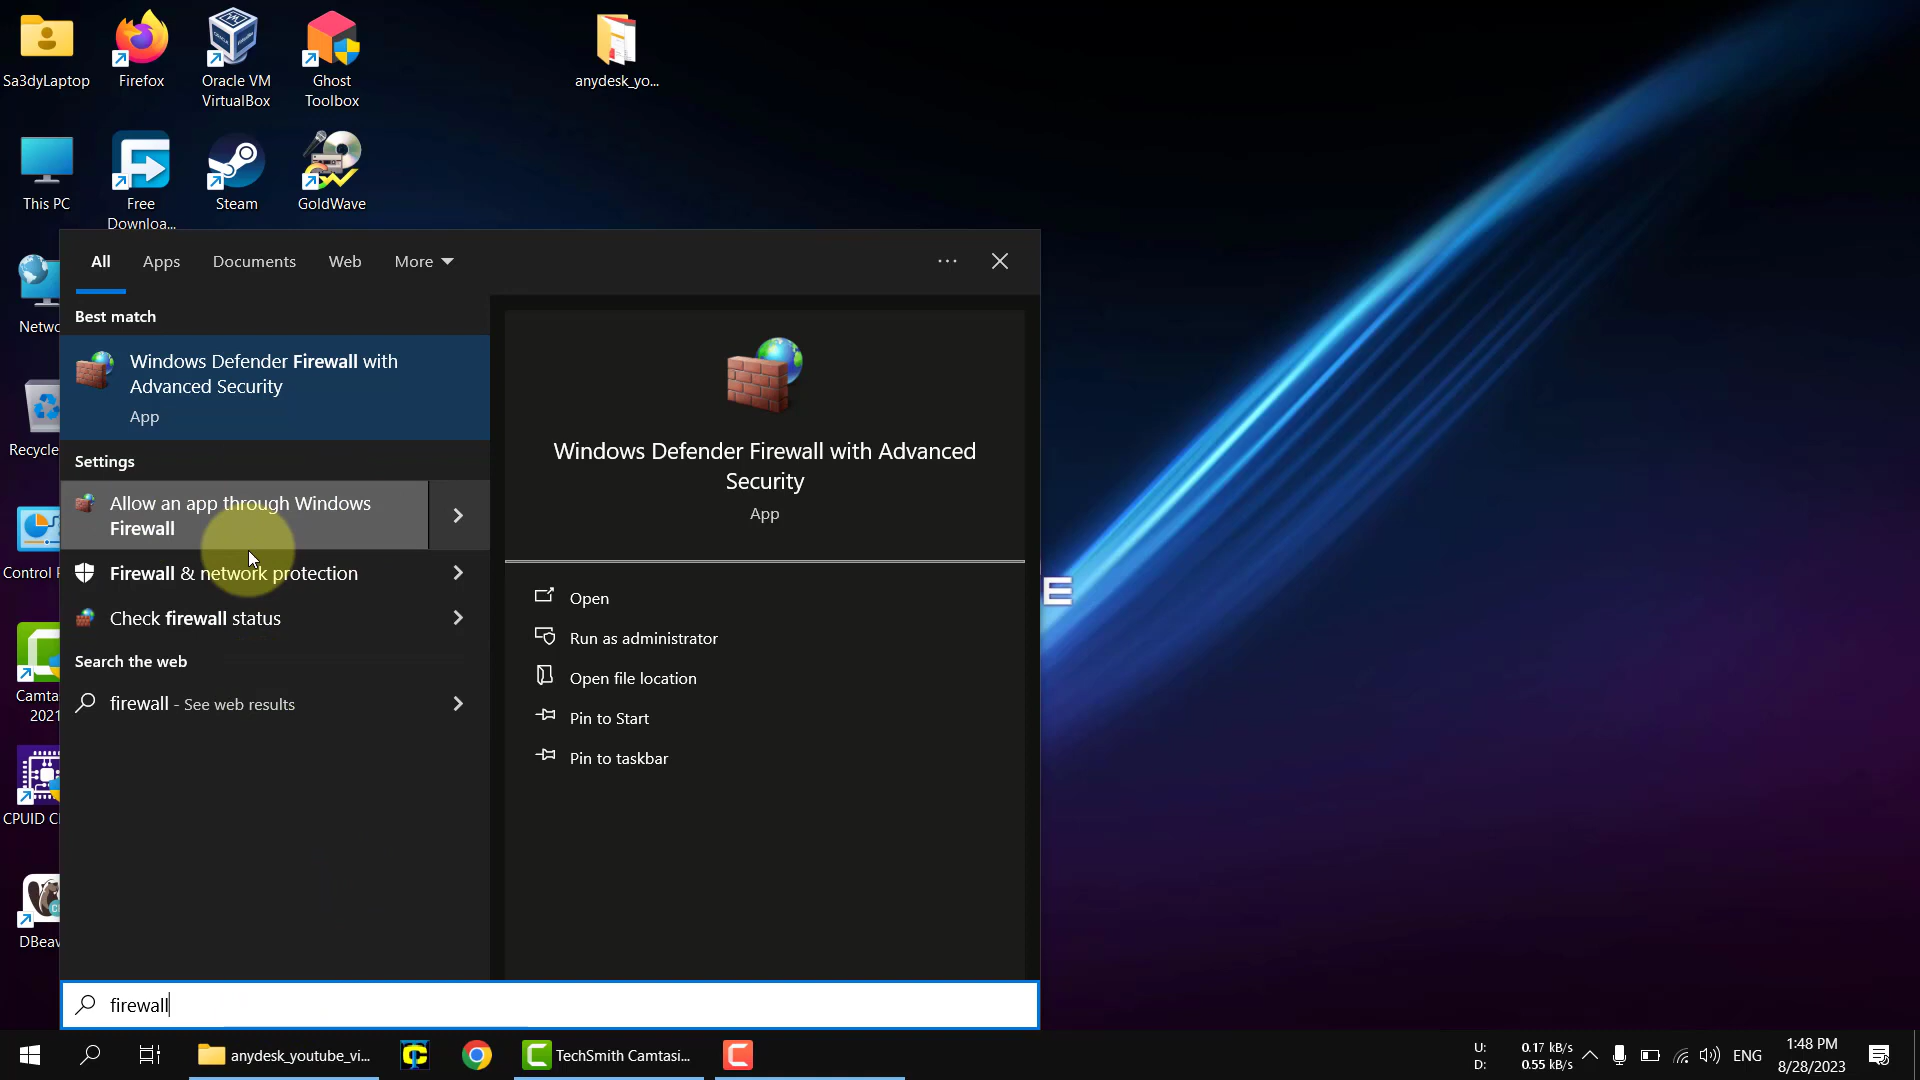 Sa3dyLaptop
Firefox
Oracle VM
VirtualBox
Ghost
Toolbox
anydesk_yo...
This PC
Free
Downloa...
Steam
GoldWave
Netwo
Recycle
Control P
Camta
2021
CPUID C
DBeav
All
Apps
Documents
Web
More
Best match
Windows Defender Firewall with
Advanced Security
App
Settings
Allow an app through Windows
Firewall
Firewall & network protection
Check firewall status
Search the web
firewall - See web results
Windows Defender Firewall with Advanced
Security
App
Open
Run as administrator
Open file location
Pin to Start
Pin to taskbar
E
firewall
anydesk_youtube_vi...
TechSmith Camtasi...
U: 0.17 kB/s
D: 0.55 kB/s
ENG
1:48 PM
8/28/2023